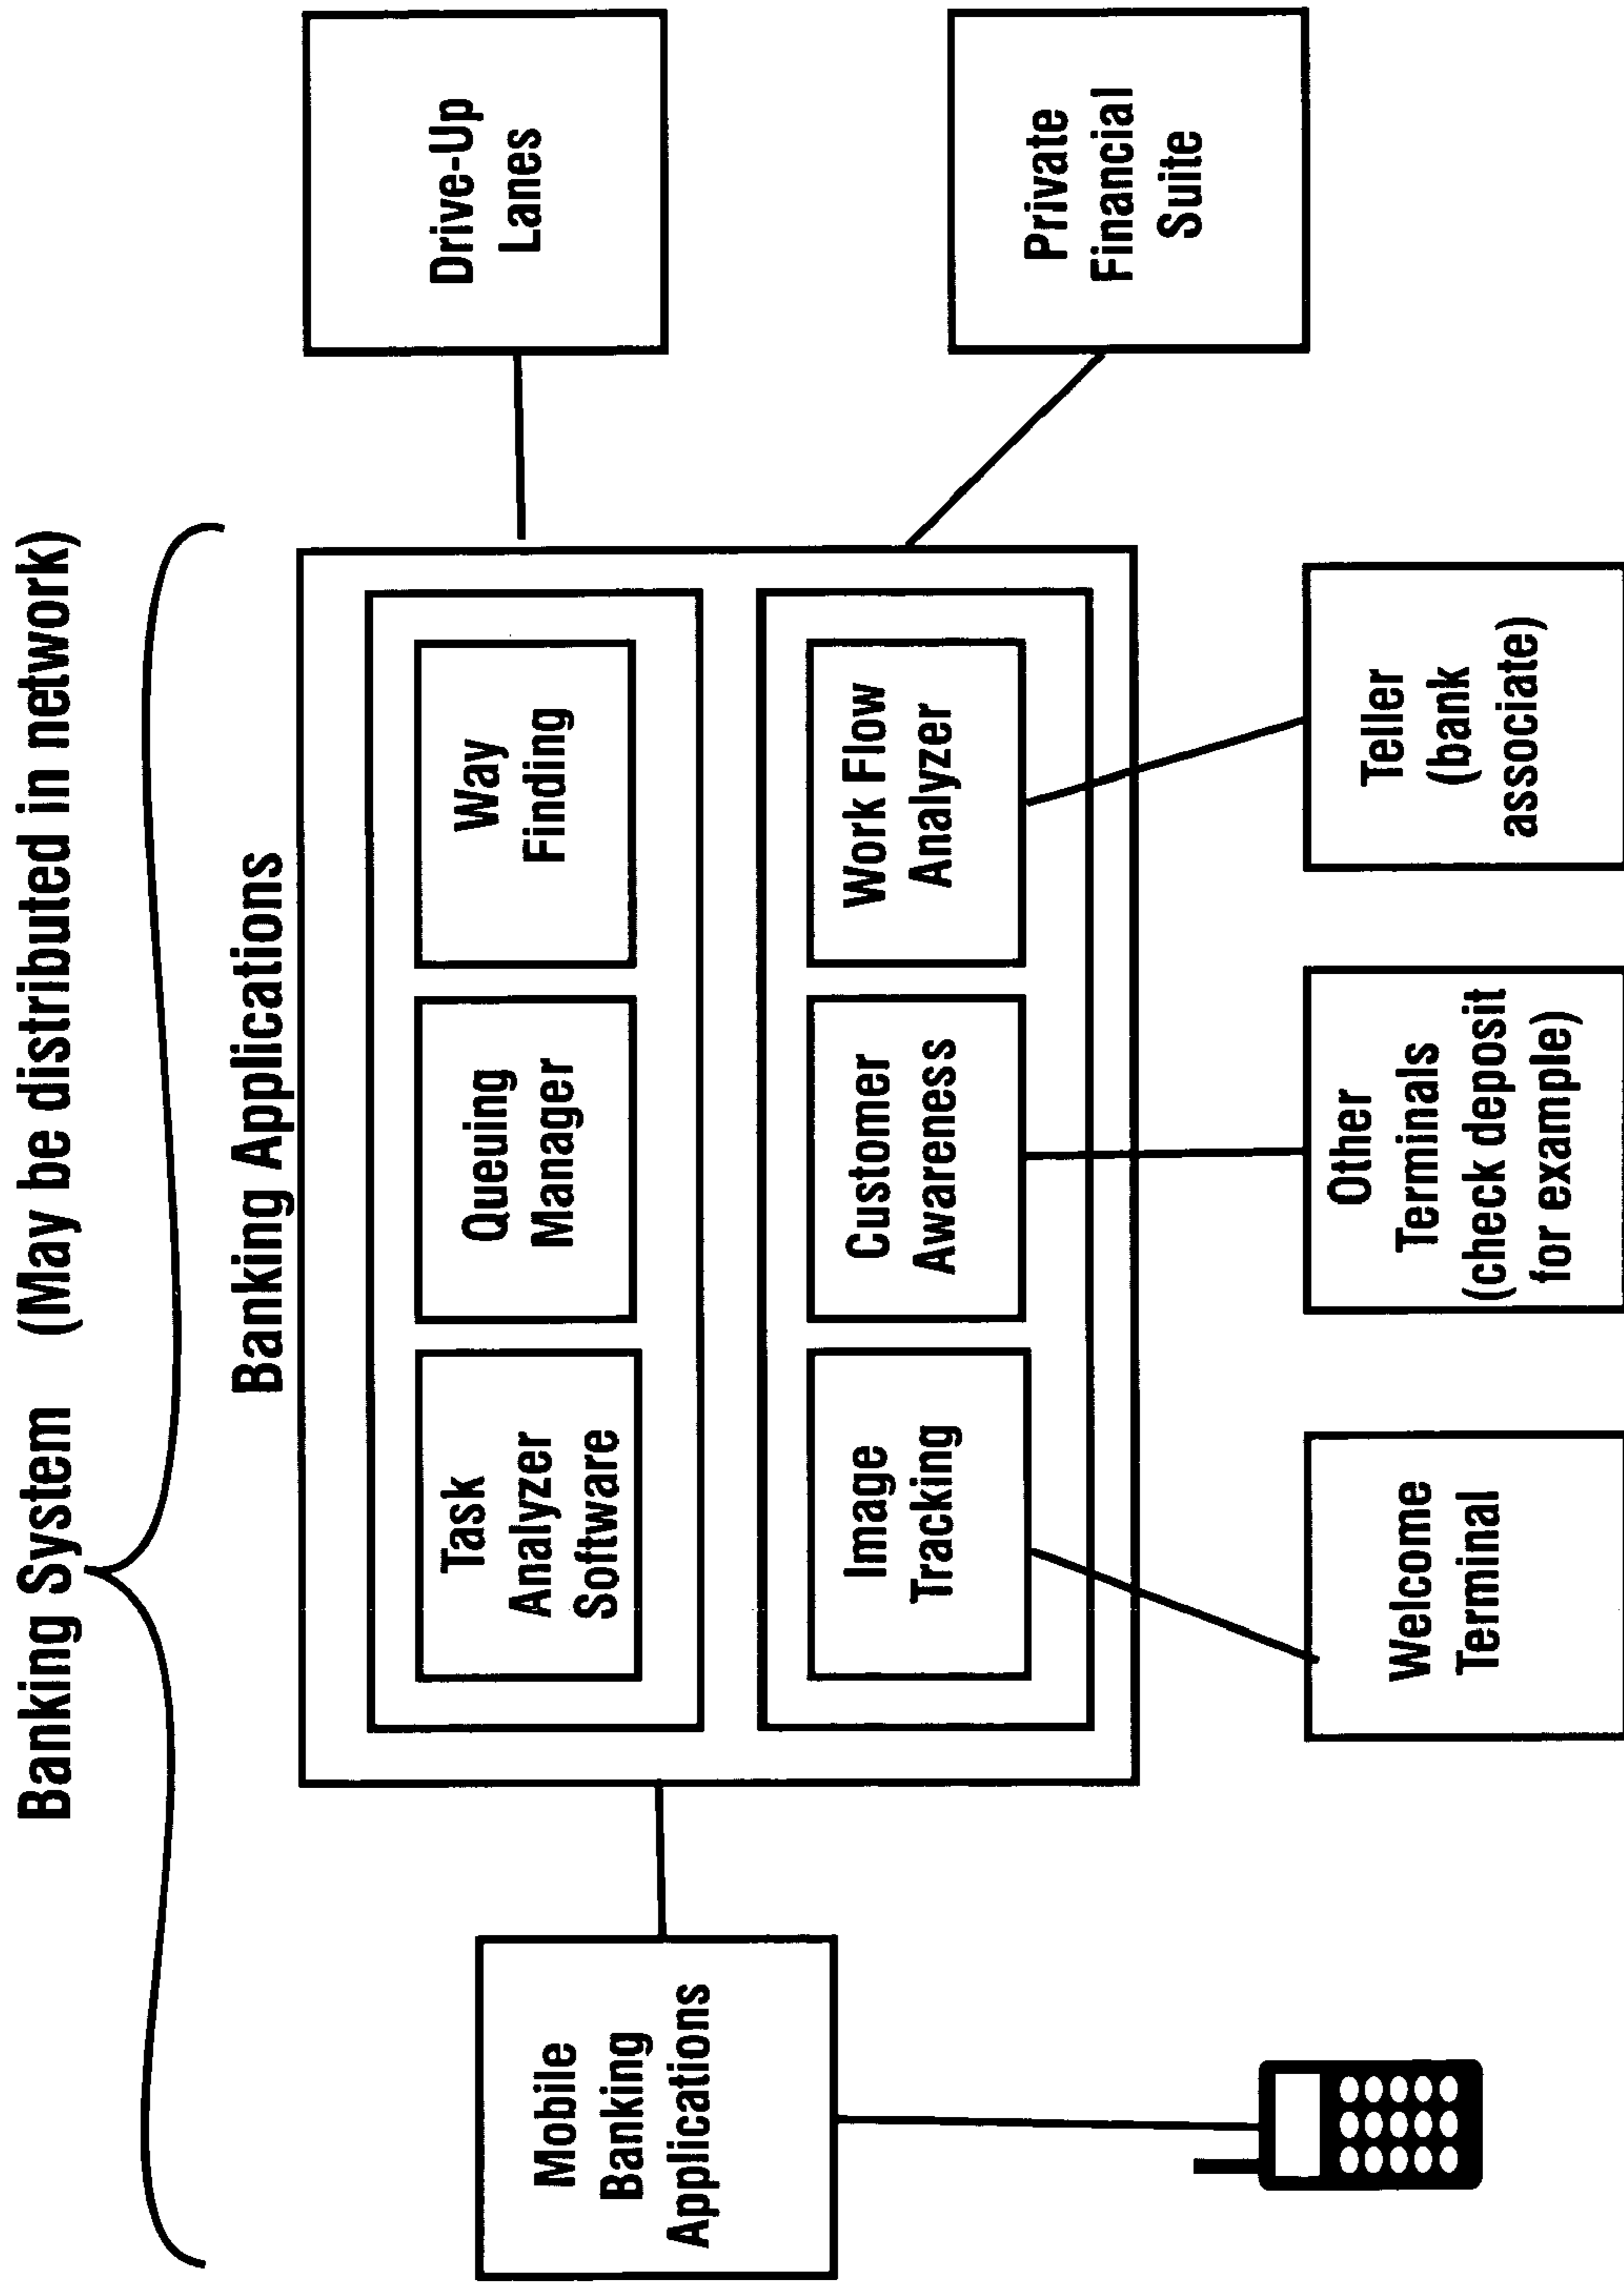 Banking System (May be distributed in network)
Banking Applications
Mobile
Banking
Applications
Task
Analyzer
Software
Queuing
Manager
Way
Finding
Image
Tracking
Customer
Awareness
Work Flow
Analyzer
Drive-Up
Lanes
Private
Financial
Suite
Welcome
Terminal
Other
Terminals
(check deposit
for example)
Teller
(bank
associate)